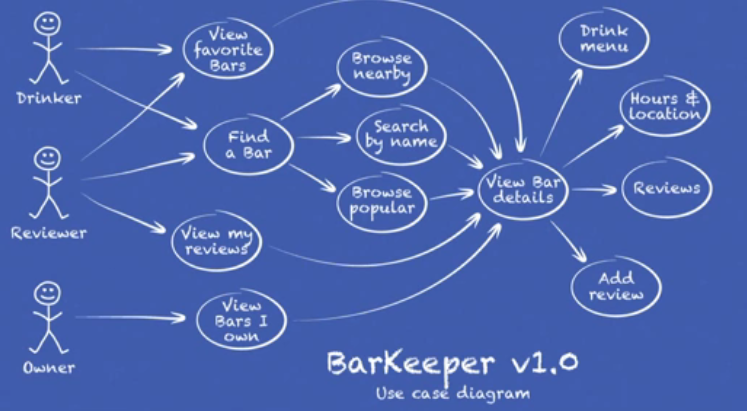 View
favorite
Bars
Drinker
Browse
nearby
Drink
menu
Hours &
location
Find
a Bar
Search
by name
Reviewer
View my
reviews
Browse
popular
View Bar
details
Reviews
Add
review
Owner
View
Bars I
own
BarKeeper v1.0
Use case diagram